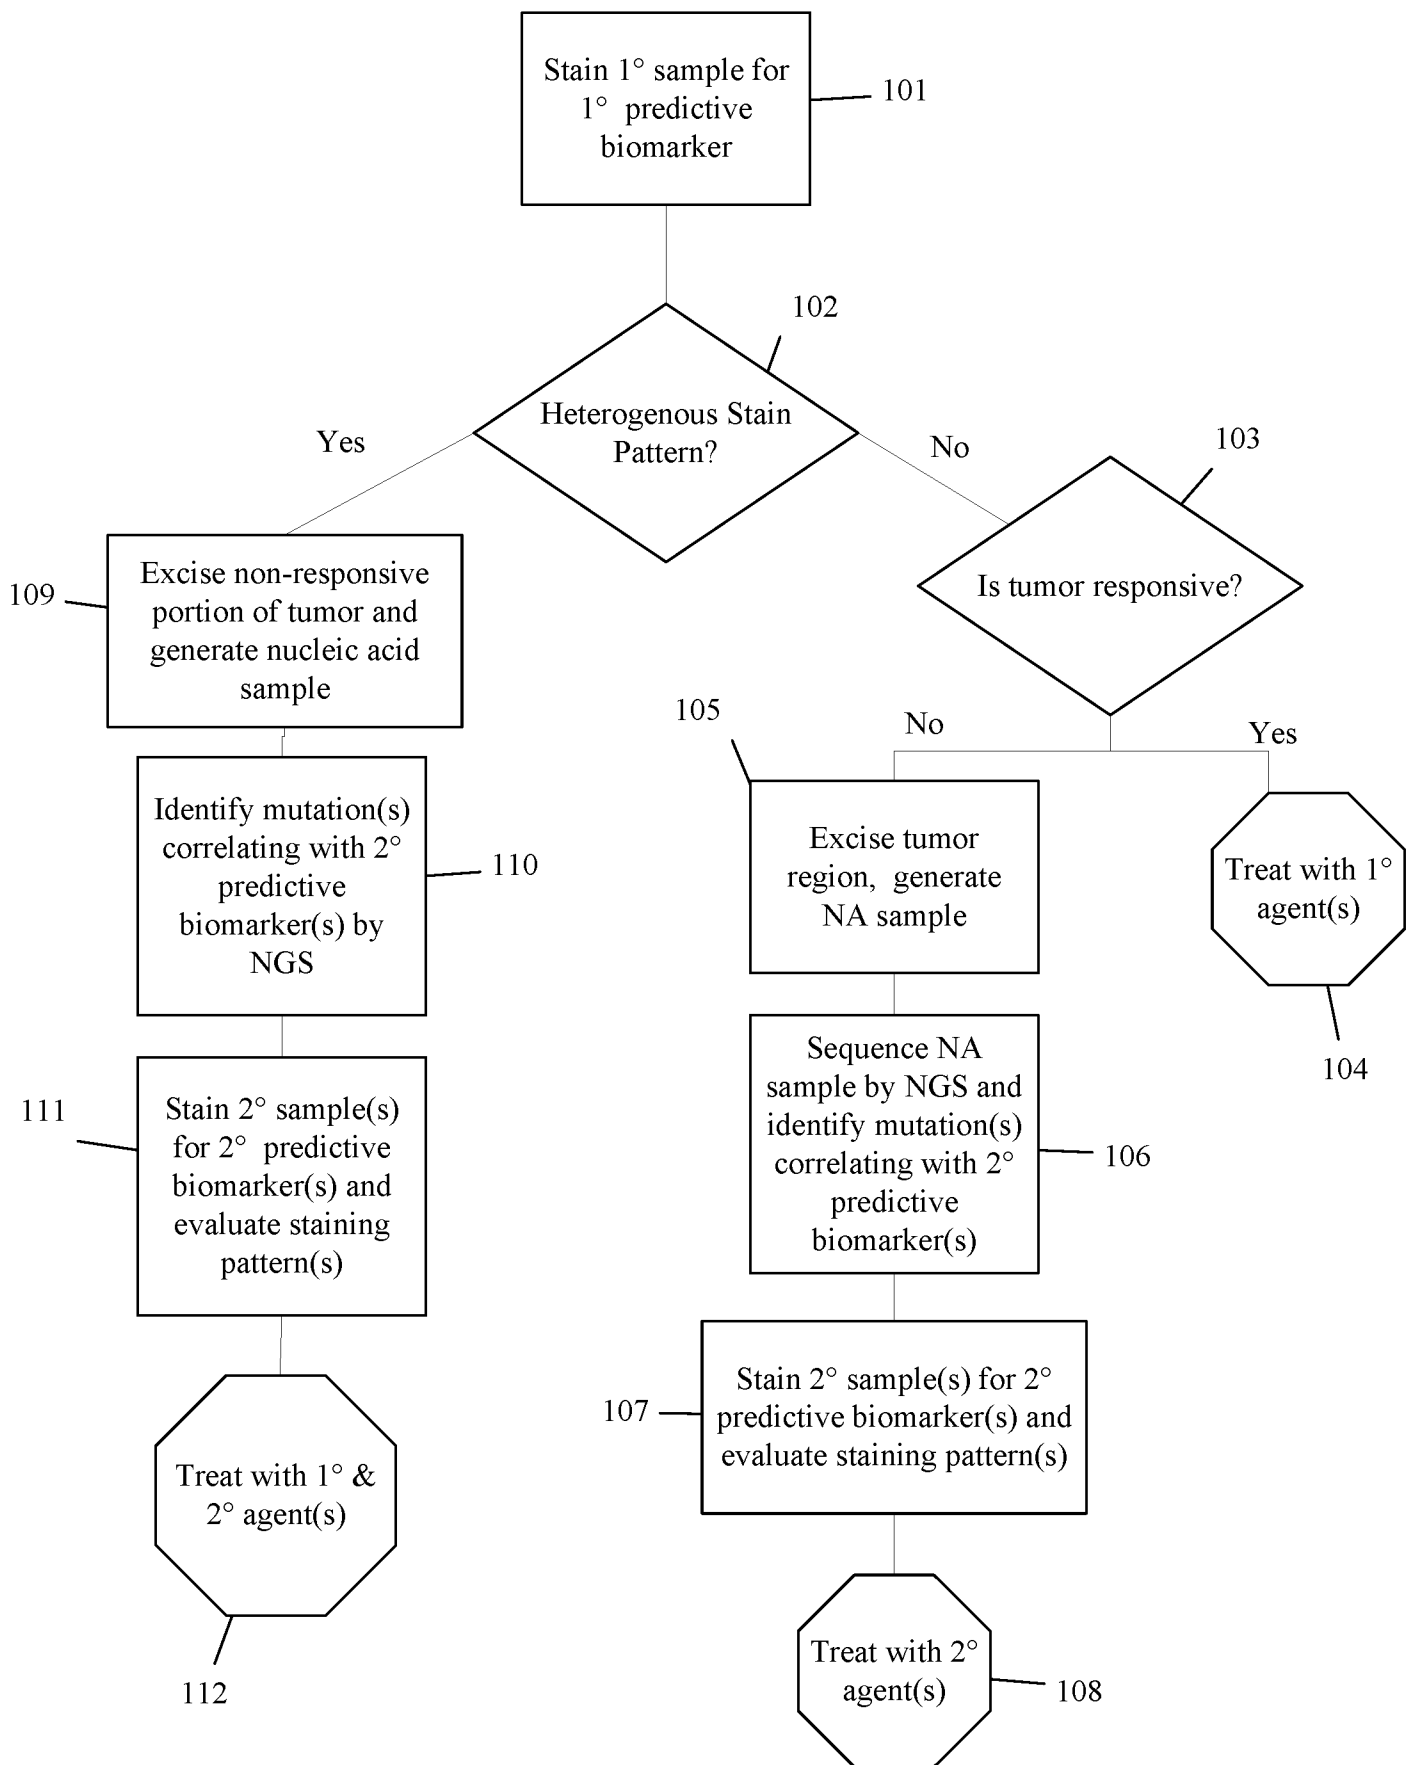 Stain 1° sample for
1° predictive
biomarker
101
102
Heterogenous Stain
Pattern?
Yes
No
103
Is tumor responsive?
109
Excise non-responsive
portion of tumor and
generate nucleic acid
sample
105
No
Yes
Identify mutation(s)
correlating with 2°
predictive
biomarker(s) by
NGS
110
Excise tumor
region, generate
NA sample
Treat with 1°
agent(s)
104
111
Stain 2° sample(s)
for 2° predictive
biomarker(s) and
evaluate staining
pattern(s)
Sequence NA
sample by NGS and
identify mutation(s)
correlating with 2°
predictive
biomarker(s)
106
107
Stain 2° sample(s) for 2°
predictive biomarker(s) and
evaluate staining pattern(s)
Treat with 1° &
2° agent(s)
112
Treat with 2°
agent(s)
108